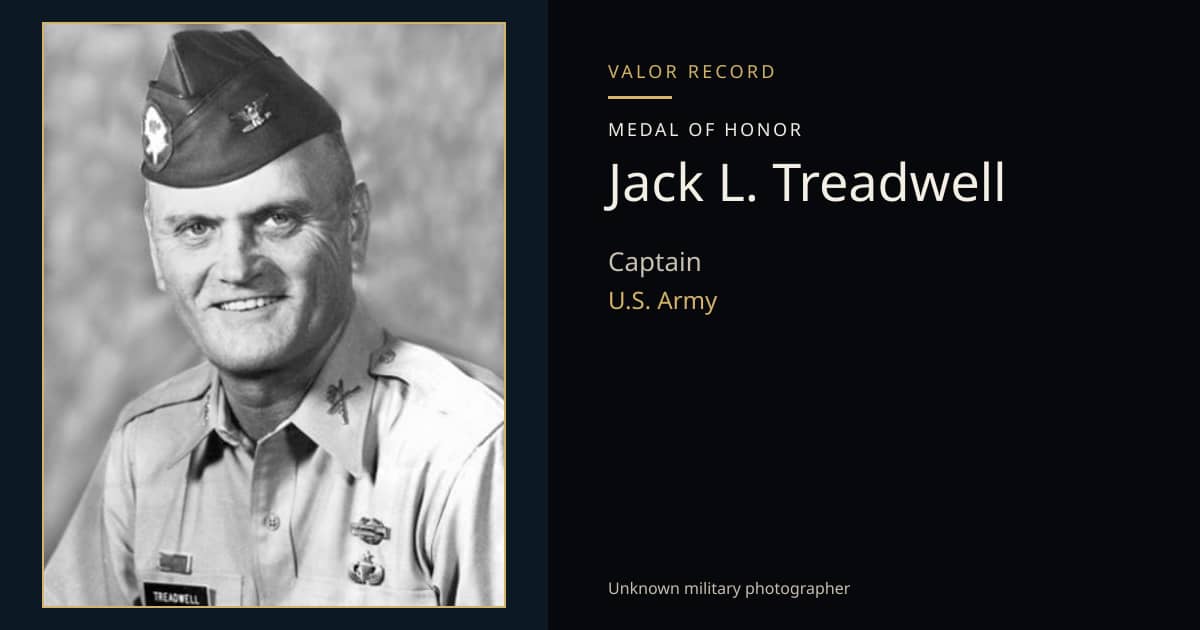 VALOR RECORD
MEDAL OF HONOR
Jack L. Treadwell
Captain
U.S. Army
Unknown military photographer
TREADWELL